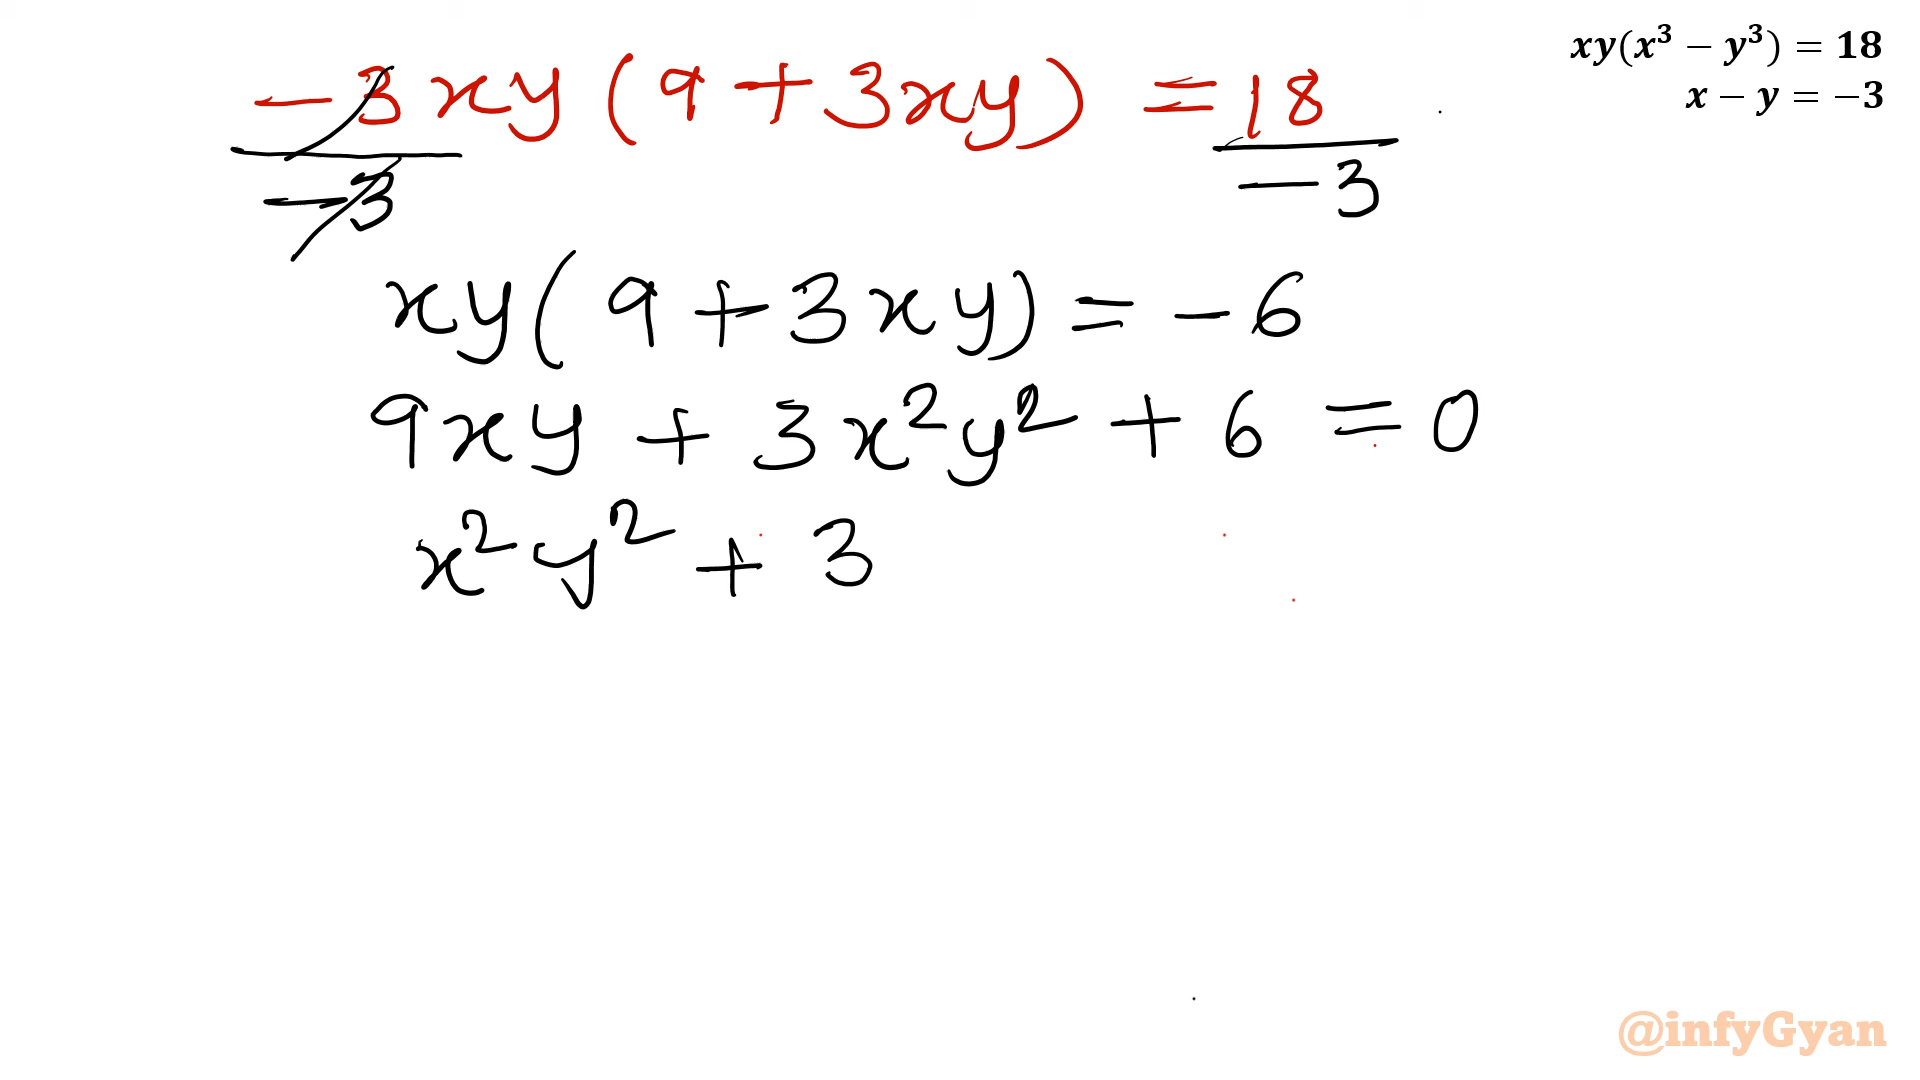 xy(x³ − y³) = 18
x − y = −3
−3xy(9+3xy) = 18
−3 −3
xy(9+3xy) = −6
9xy + 3x²y² + 6 = 0
x²y² + 3
@infyGyan